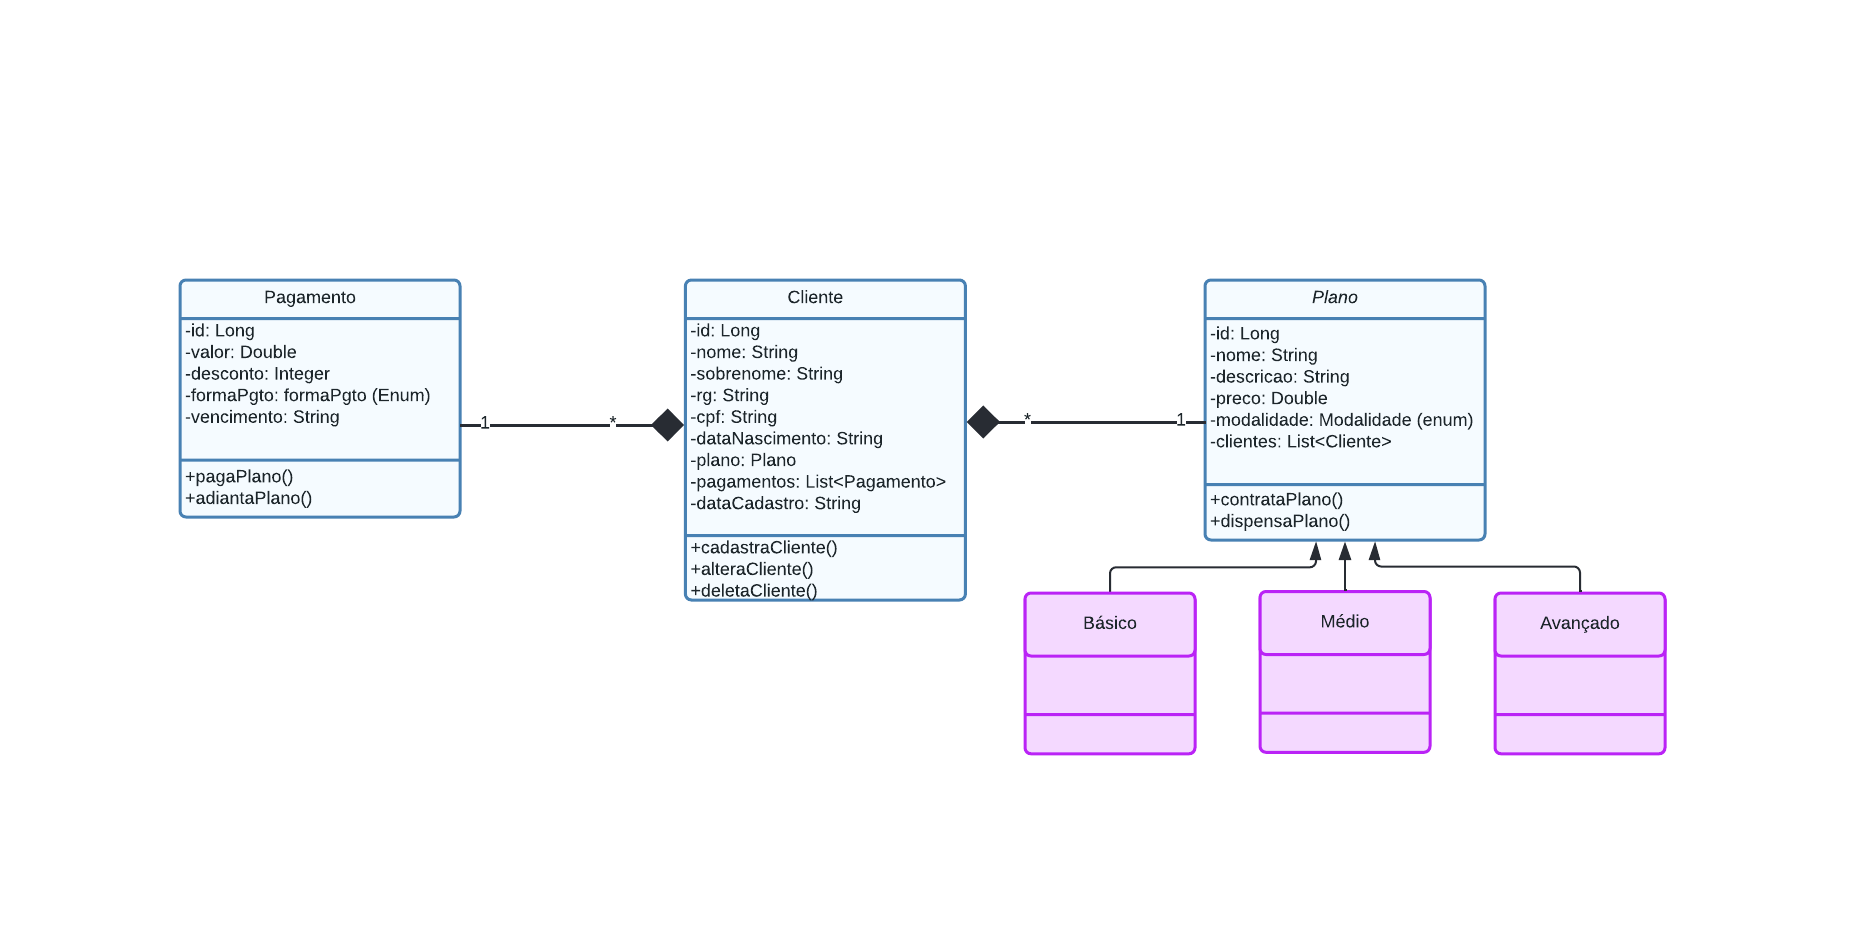 Pagamento
-id: Long
-valor: Double
-desconto: Integer
-formaPgto: formaPgto (Enum)
-vencimento: String
+pagaPlano()
+adiantaPlano()
1
*
Cliente
-id: Long
-nome: String
-sobrenome: String
-rg: String
-cpf: String
-dataNascimento: String
-plano: Plano
-pagamentos: List<Pagamento>
-dataCadastro: String
+cadastraCliente()
+alteraCliente()
+deletaCliente()
*
1
Plano
-id: Long
-nome: String
-descricao: String
-preco: Double
-modalidade: Modalidade (enum)
-clientes: List<Cliente>
+contrataPlano()
+dispensaPlano()
Básico
Médio
Avançado